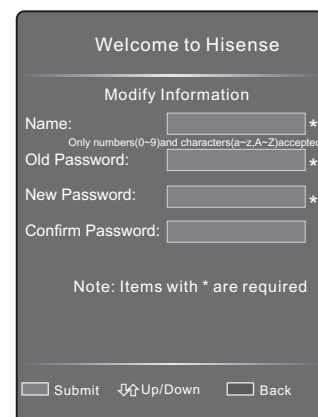 Welcome to Hisense
Modify Information
Name: *
Only numbers(0~9)and characters(a~z,A~Z)accepted
Old Password: *
New Password: *
Confirm Password:
Note: Items with * are required
Submit Up/Down Back